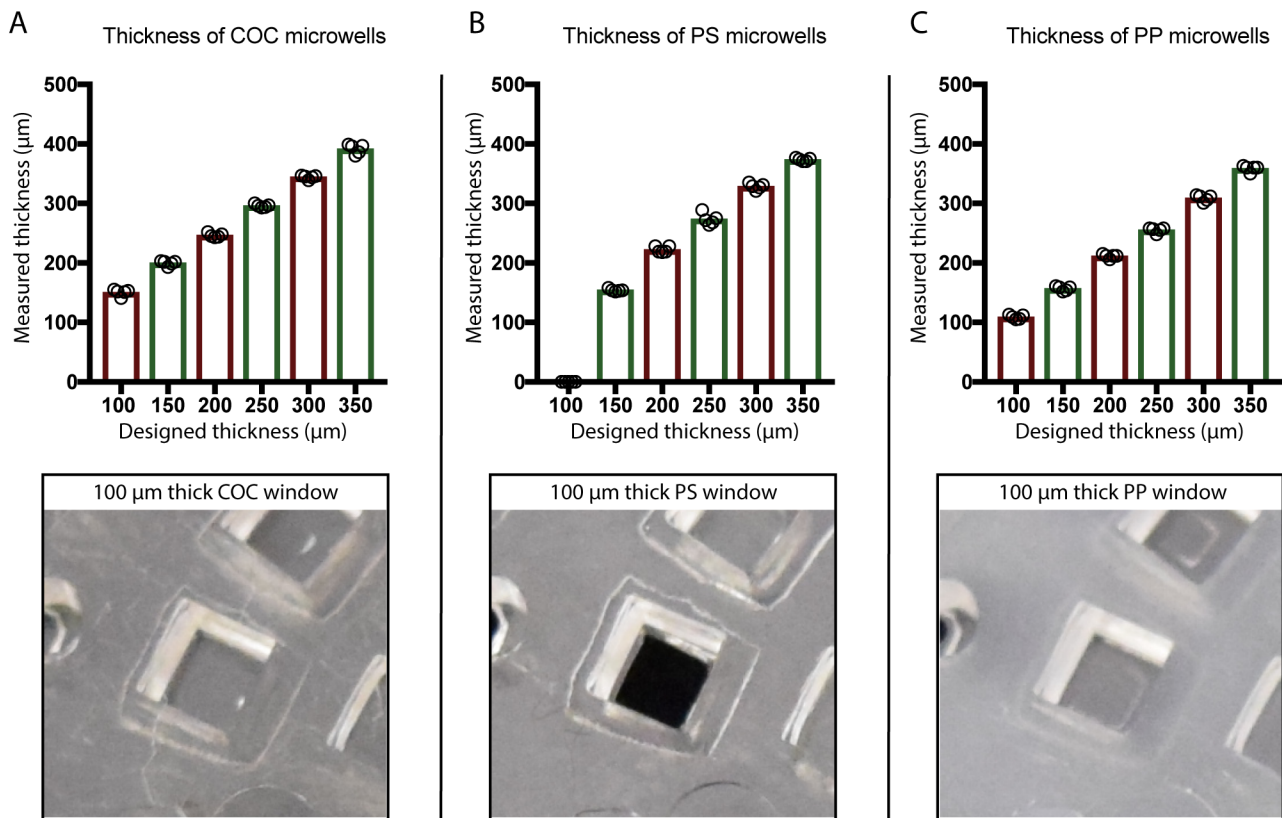 A
Thickness of COC microwells
Measured thickness (µm)
500
400
300
200
100
0
100 150 200 250 300 350
Designed thickness (µm)
100 µm thick COC window
B
Thickness of PS microwells
Measured thickness (µm)
500
400
300
200
100
0
100 150 200 250 300 350
Designed thickness (µm)
100 µm thick PS window
C
Thickness of PP microwells
Measured thickness (µm)
500
400
300
200
100
0
100 150 200 250 300 350
Designed thickness (µm)
100 µm thick PP window